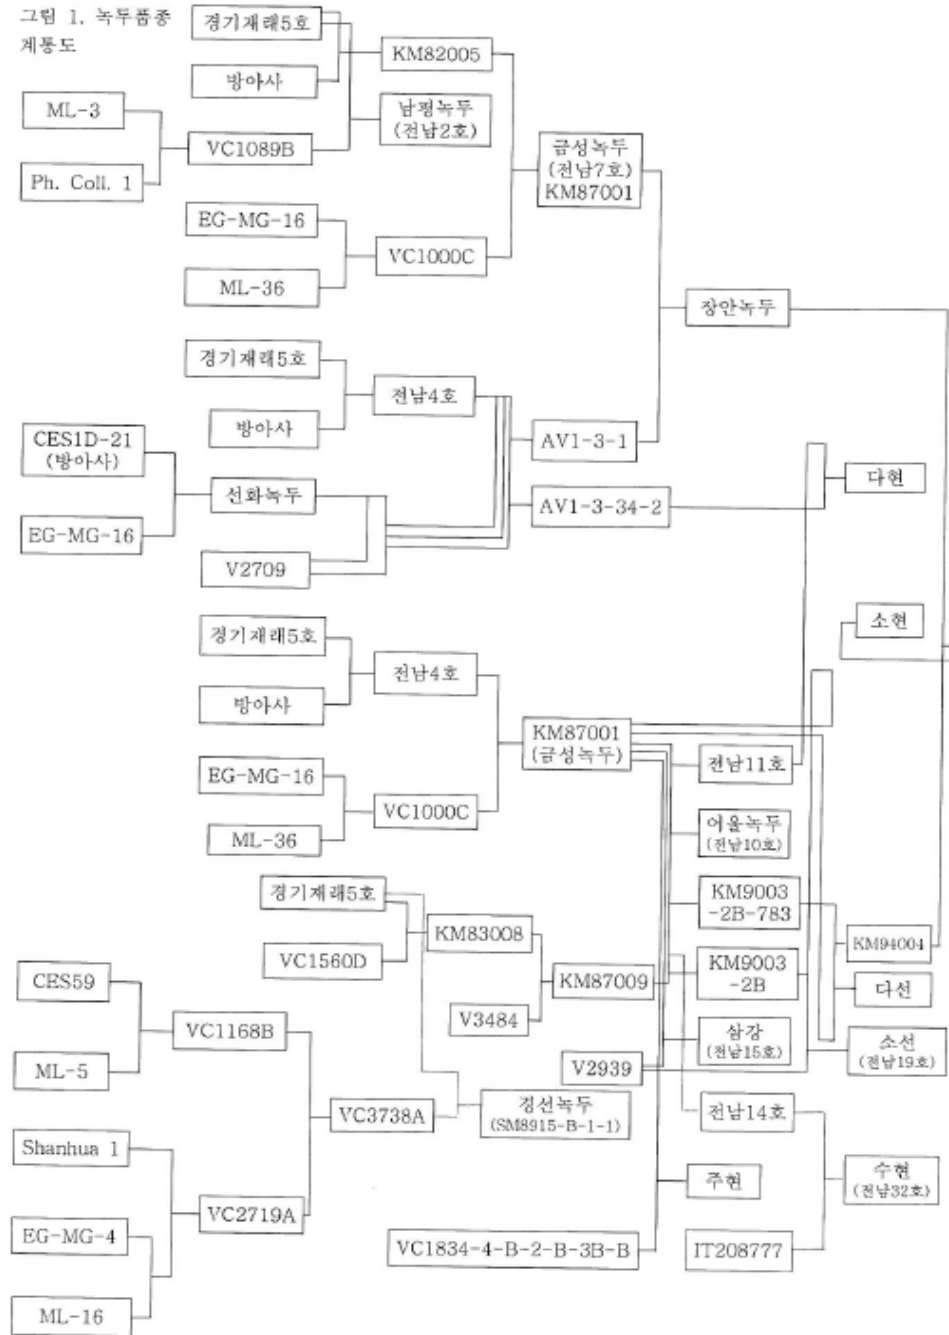 그림 1. 녹두품종
계통도
경기재래5호
방아사
KM82005
ML-3
Ph. Coll. 1
VC1089B
남평녹두
(전남2호)
금성녹두
(전남7호)
KM87001
EG-MG-16
ML-36
VC1000C
장안녹두
경기재래5호
방아사
전남4호
CES1D-21
(방아사)
EG-MG-16
선화녹두
V2709
AV1-3-1
AV1-3-34-2
다현
소현
경기재래5호
방아사
전남4호
EG-MG-16
ML-36
VC1000C
KM87001
(금성녹두)
전남11호
어울녹두
(전남10호)
KM9003
-2B-783
KM9003
-2B
KM94004
다선
소선
(전남19호)
경기재래5호
VC1560D
KM83008
V3484
KM87009
삼강
(전남15호)
V2939
CES59
ML-5
VC1168B
VC3738A
경선녹두
(SM8915-B-1-1)
전남14호
Shanhua 1
EG-MG-4
ML-16
VC2719A
주현
수현
(전남32호)
VC1834-4-B-2-B-3B-B
IT208777